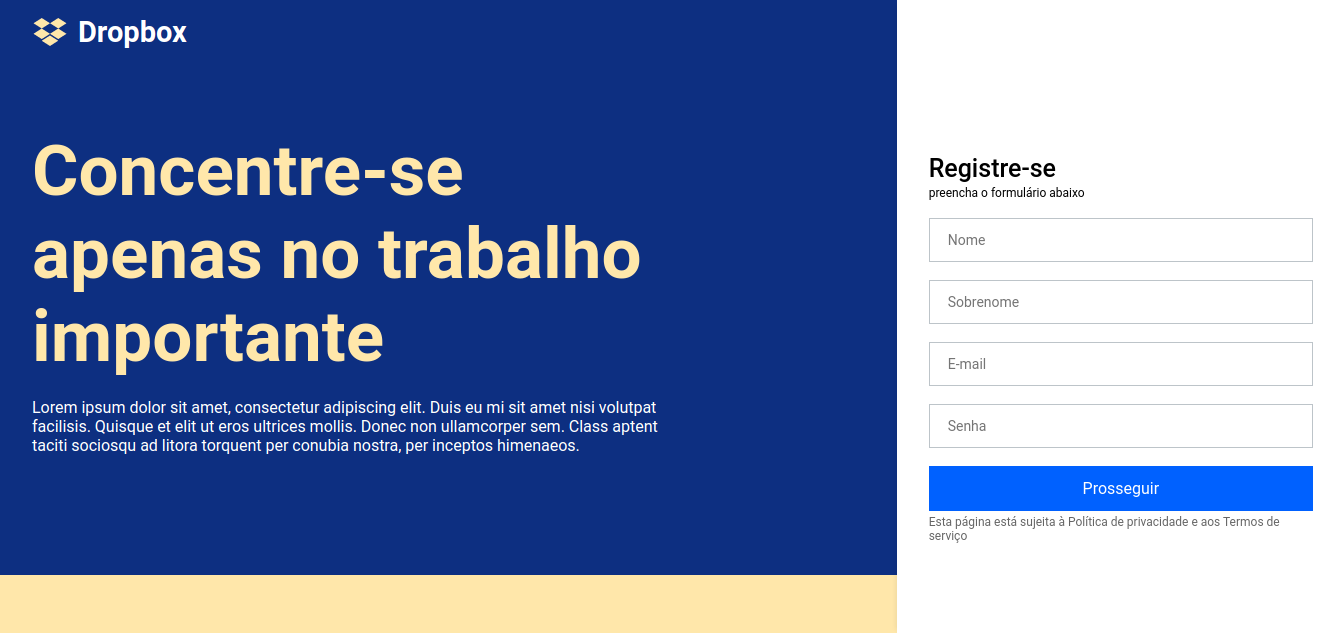 Dropbox
Concentre-se
apenas no trabalho
importante
Lorem ipsum dolor sit amet, consectetur adipiscing elit. Duis eu mi sit amet nisi volutpat
facilisis. Quisque et elit ut eros ultrices mollis. Donec non ullamcorper sem. Class aptent
taciti sociosqu ad litora torquent per conubia nostra, per inceptos himenaeos.
Registre-se
preencha o formulário abaixo
Nome
Sobrenome
E-mail
Senha
Prosseguir
Esta página está sujeita à Política de privacidade e aos Termos de
serviço